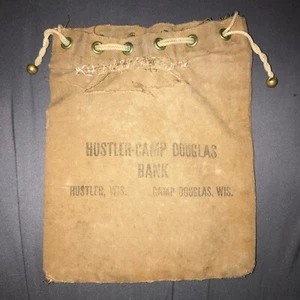 HUSTLER-CAMP DOUGLAS
BANK
HUSTLER, WIS. CAMP DOUGLAS, WIS.